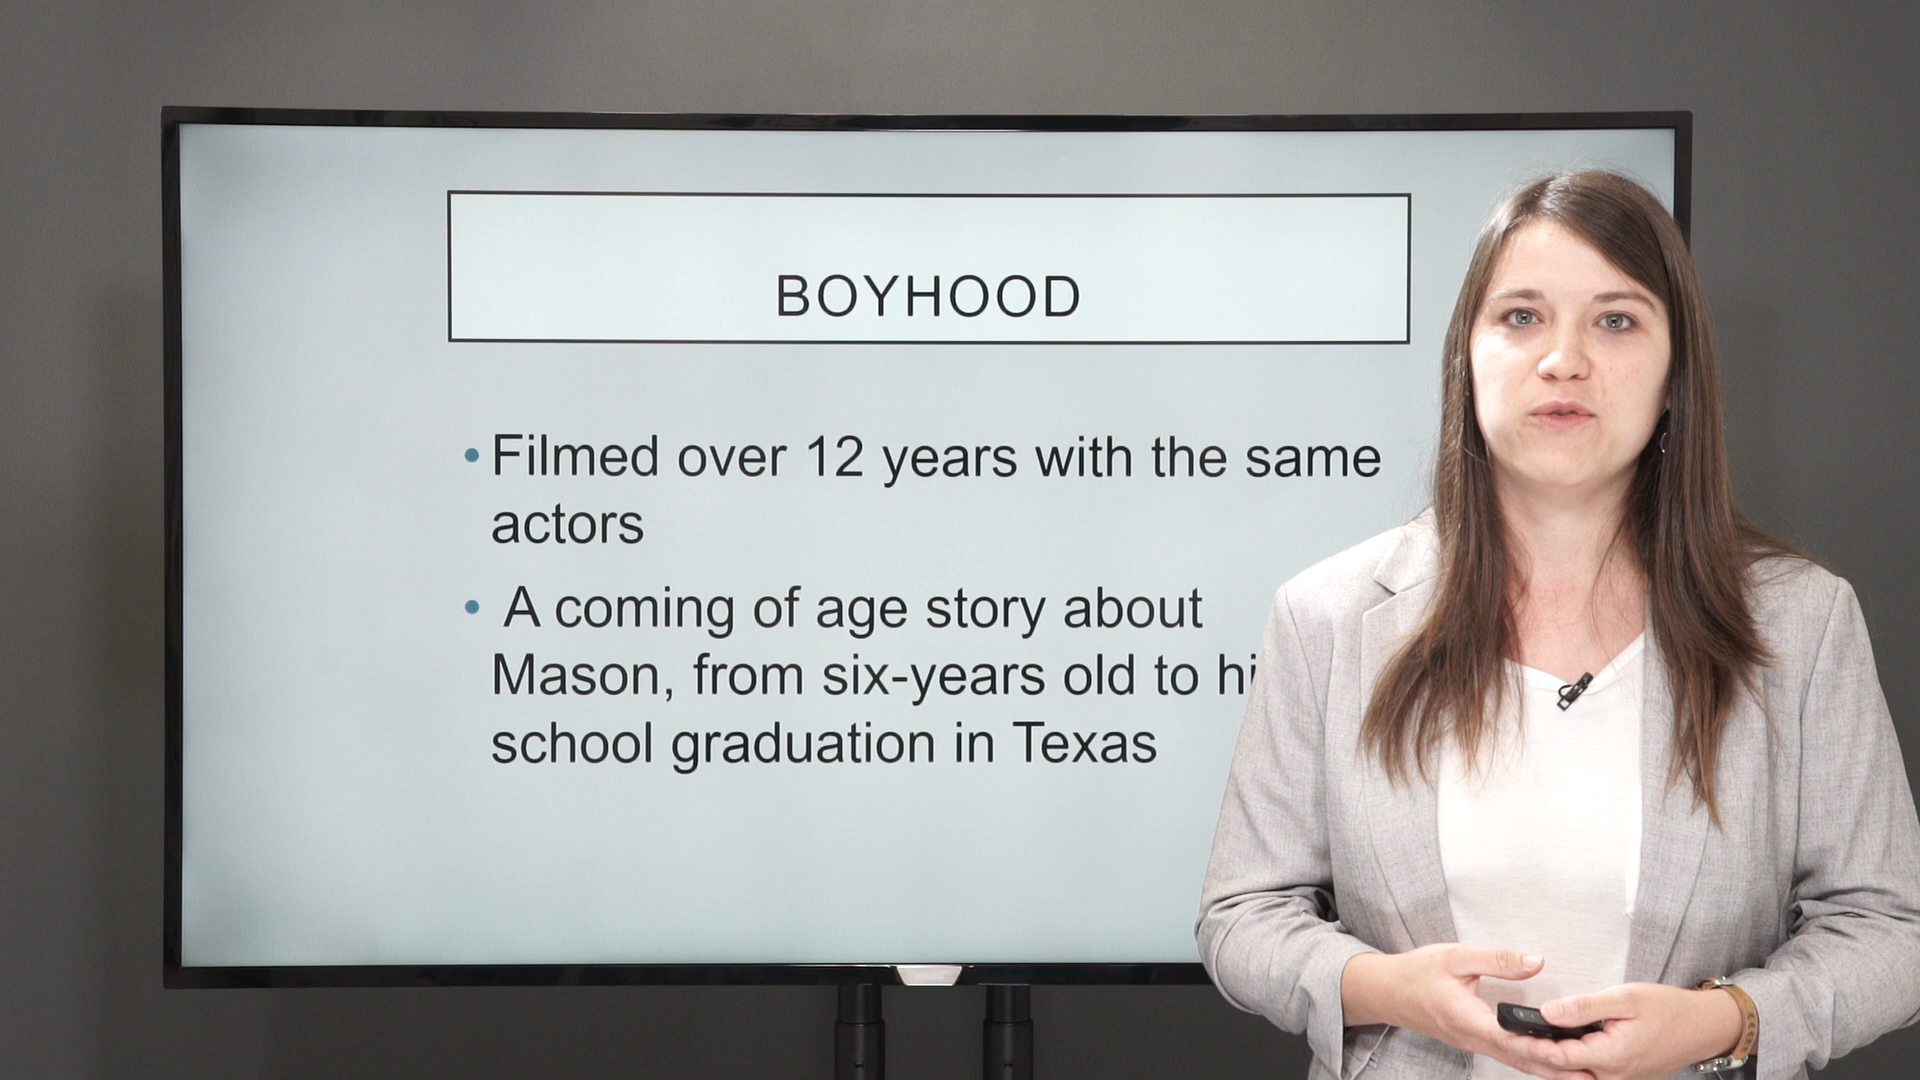 BOYHOOD
• Filmed over 12 years with the same
actors
• A coming of age story about
Mason, from six-years old to
school graduation in Texas